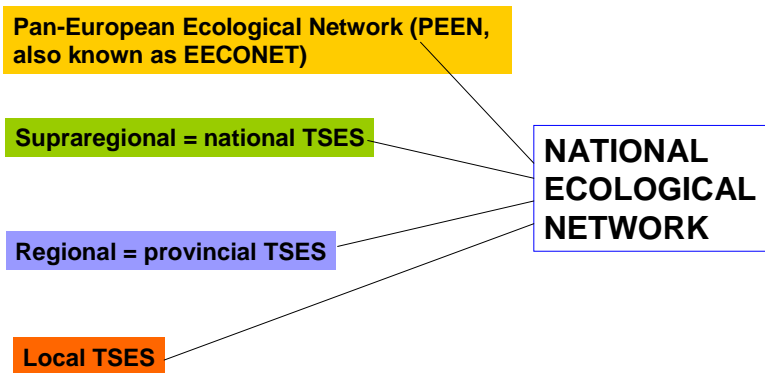 Pan-European Ecological Network (PEEN,
also known as EECONET)
Supraregional = national TSES
NATIONAL
ECOLOGICAL
NETWORK
Regional = provincial TSES
Local TSES